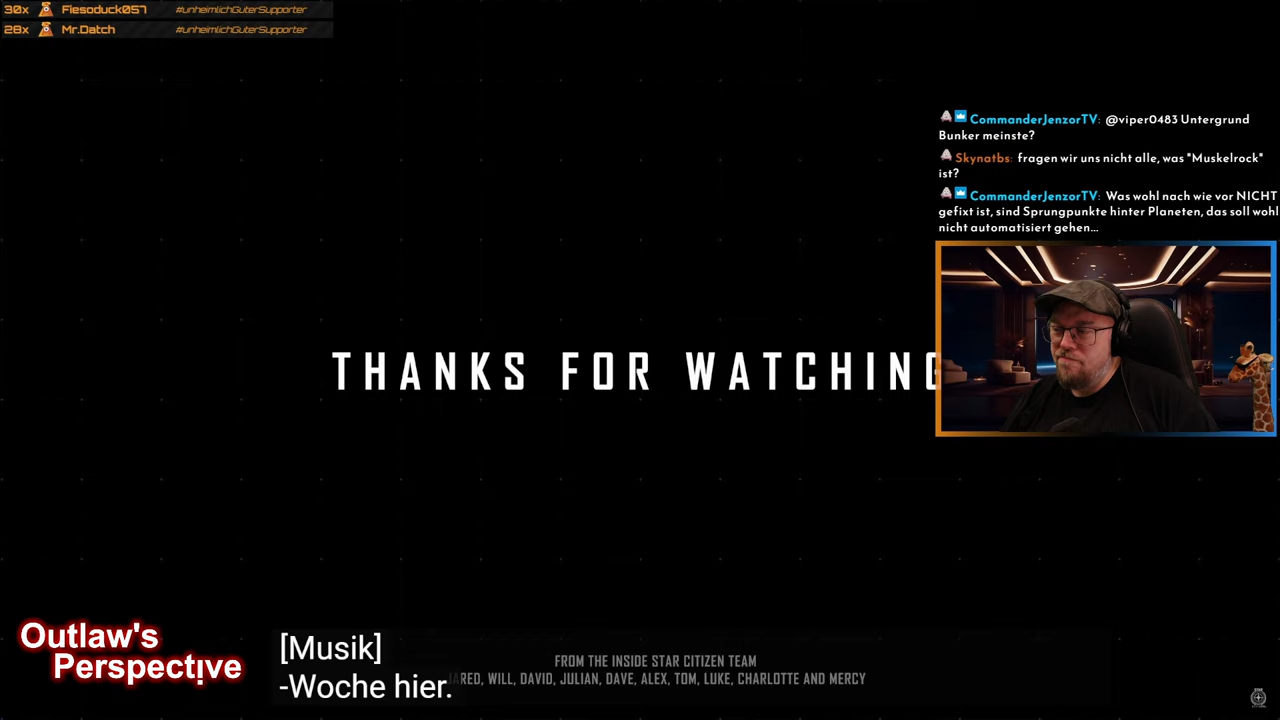 30x Fiesoduck057 #unheimlichGuterSupporter
28x Mr.Datch #unheimlichGuterSupporter
CommanderJenzorTV: @viper0483 Untergrund
Bunker meinste?
Skynatbs: fragen wir uns nicht alle, was "Muskelrock"
ist?
CommanderJenzorTV: Was wohl nach wie vor NICHT
gefixt ist, sind Sprungpunkte hinter Planeten, das soll wohl
nicht automatisiert gehen...
THANKS FOR WATCHING
Outlaw's
Perspective
[Musik]
-Woche hier.
FROM THE INSIDE STAR CITIZEN TEAM
JARED, WILL, DAVID, JULIAN, DAVE, ALEX, TOM, LUKE, CHARLOTTE AND MERCY